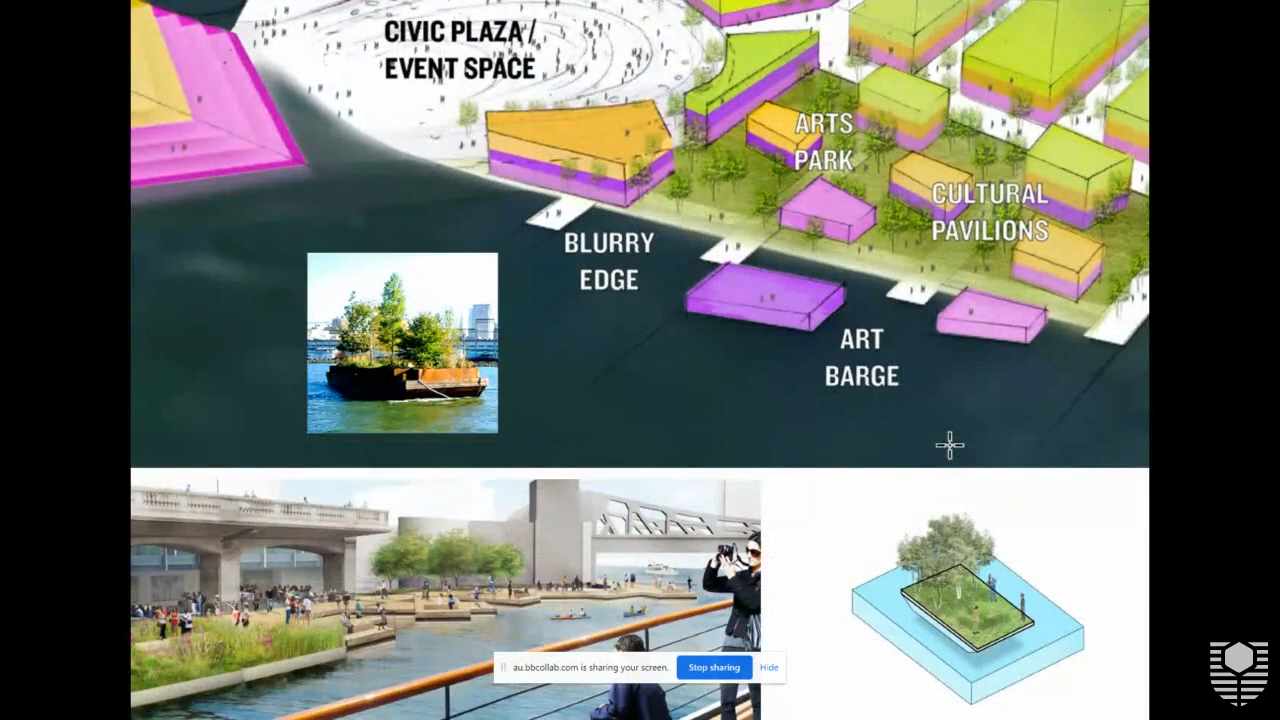 CIVIC PLAZA /
EVENT SPACE
ARTS
PARK
CULTURAL
PAVILIONS
BLURRY
EDGE
ART
BARGE
au.bbcollab.com is sharing your screen.
Stop sharing
Hide